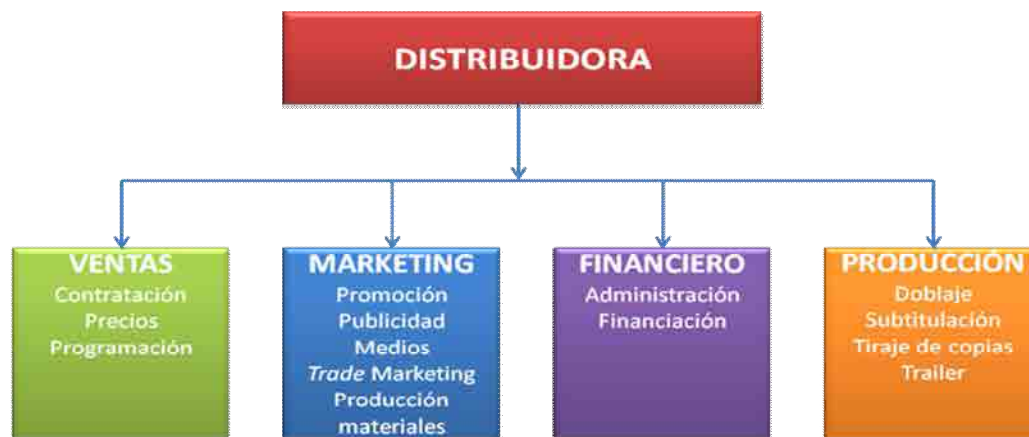 DISTRIBUIDORA
VENTAS
Contratación
Precios
Programación
MARKETING
Promoción
Publicidad
Medios
Trade Marketing
Producción
materiales
FINANCIERO
Administración
Financiación
PRODUCCIÓN
Doblaje
Subtitulación
Tiraje de copias
Trailer